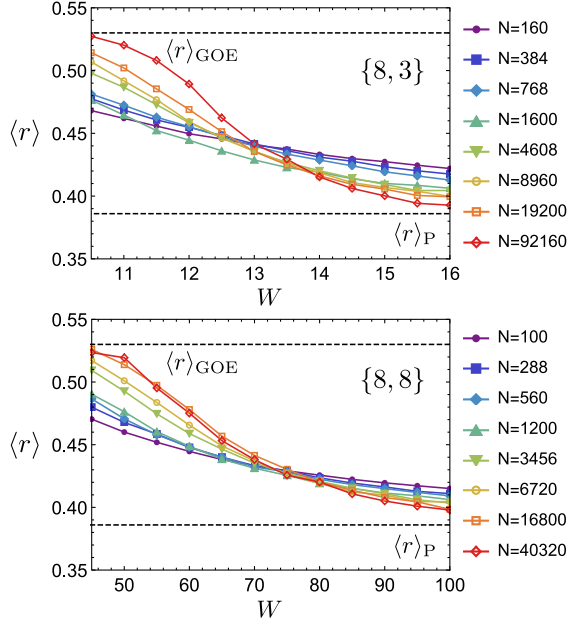 0.55
0.50
0.45
0.40
0.35
⟨r⟩
⟨r⟩GOE
{8, 3}
⟨r⟩P
11 12 13 14 15 16
W
N=160
N=384
N=768
N=1600
N=4608
N=8960
N=19200
N=92160
0.55
0.50
0.45
0.40
0.35
⟨r⟩
⟨r⟩GOE
{8, 8}
⟨r⟩P
50 60 70 80 90 100
W
N=100
N=288
N=560
N=1200
N=3456
N=6720
N=16800
N=40320